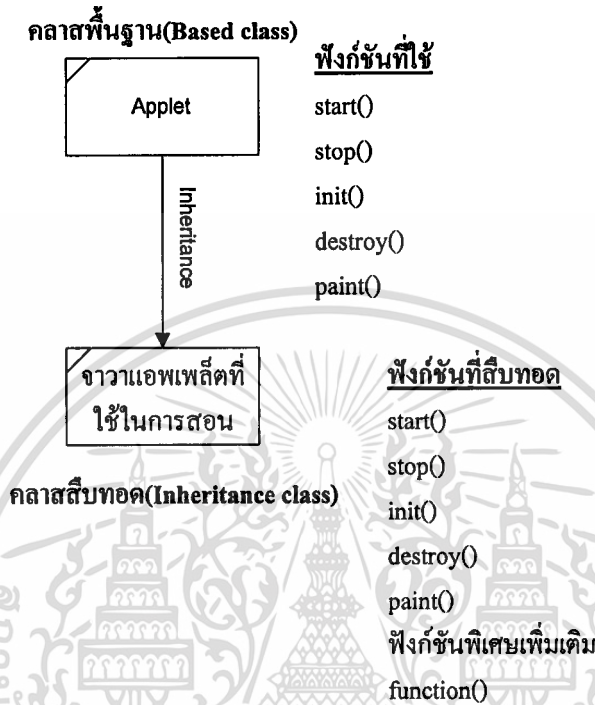 คลาสพื้นฐาน(Based class)
Applet
Inheritance
จาวาแอพเพล็ตที่
ใช้ในการสอน
คลาสสืบทอด(Inheritance class)
ฟังก์ชันที่ใช้
start()
stop()
init()
destroy()
paint()
ฟังก์ชันที่สืบทอด
start()
stop()
init()
destroy()
paint()
ฟังก์ชันพิเศษเพิ่มเติม
function()